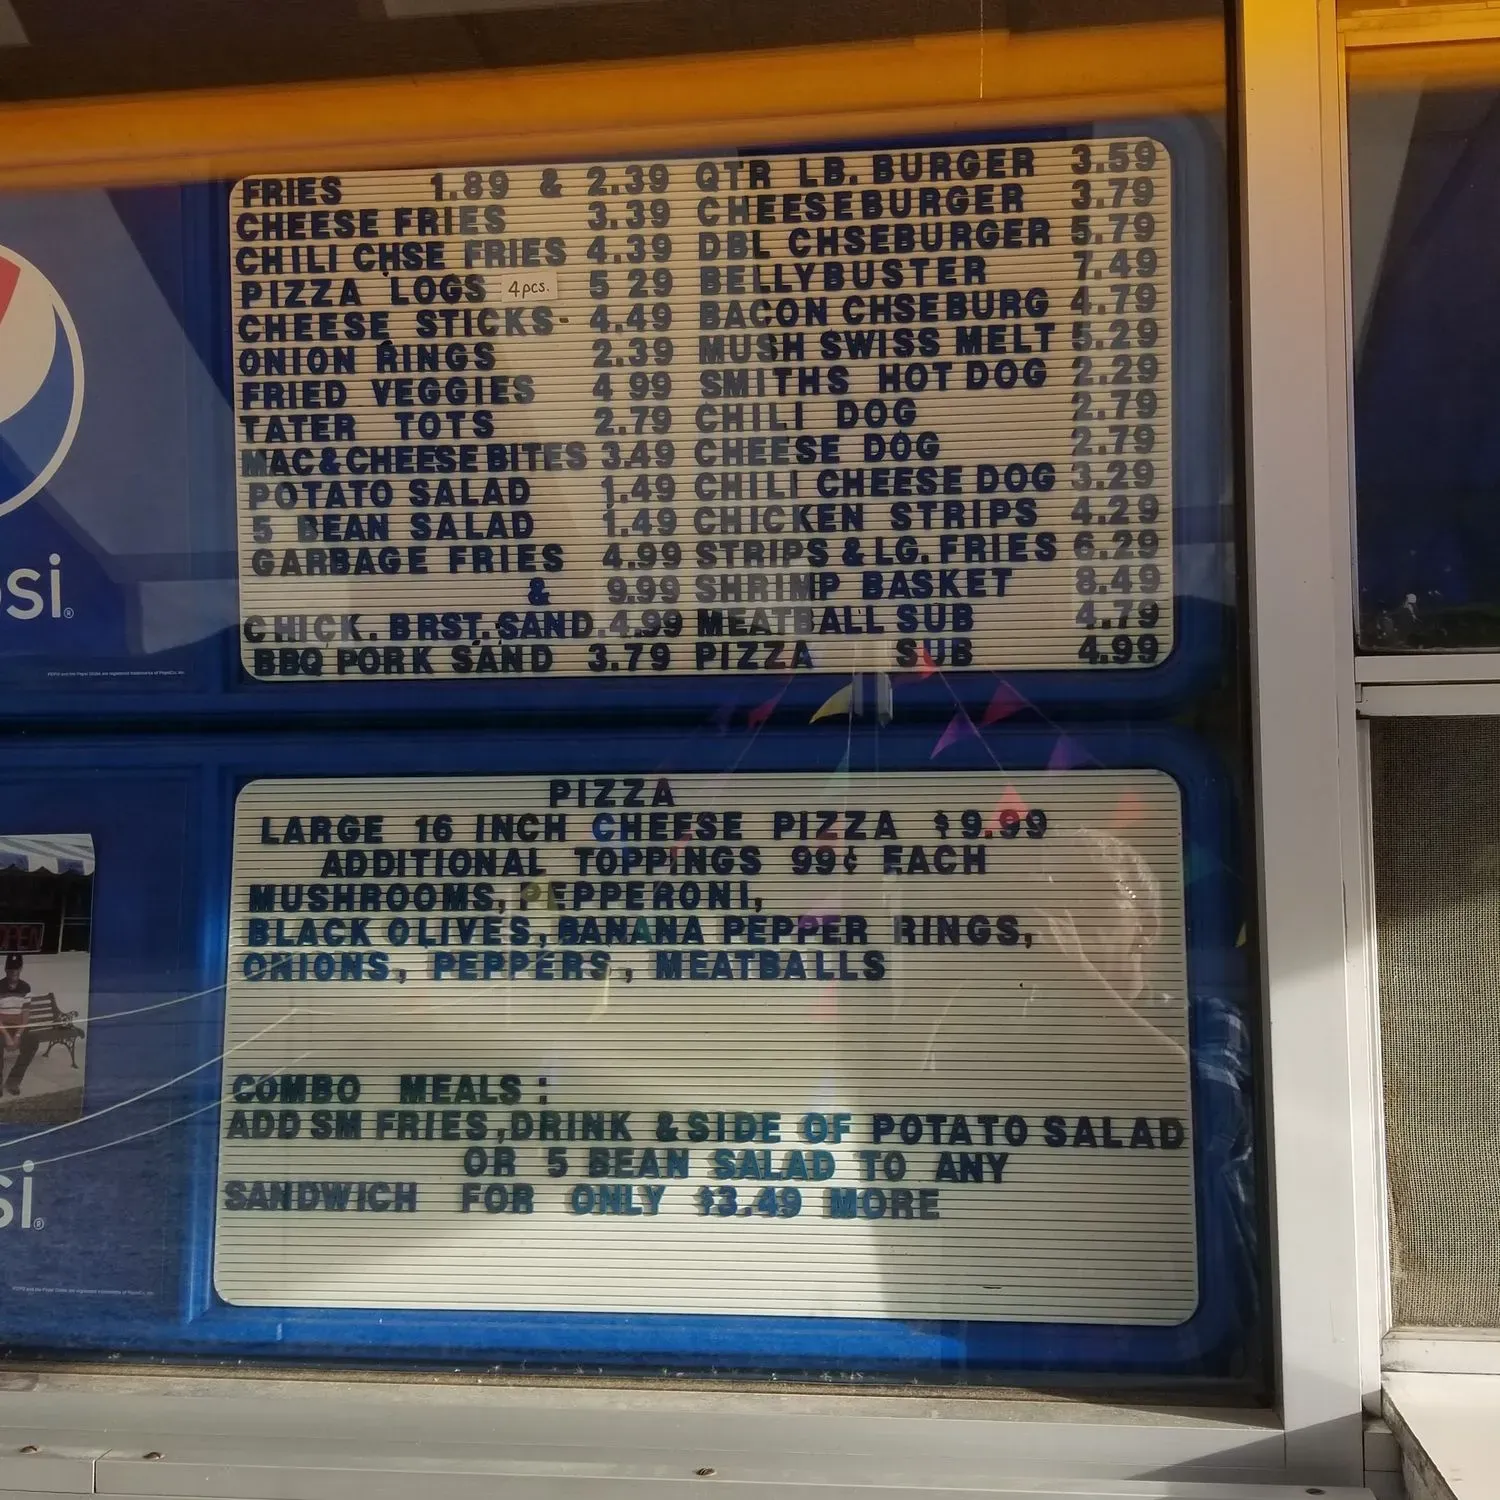 FRIES 1.89 & 2.39
CHEESE FRIES 3.39
CHILI CHSE FRIES 4.39
PIZZA LOGS 4pcs. 5 29
CHEESE STICKS- 4.49
ONION RINGS 2.39
FRIED VEGGIES 4 99
TATER TOTS 2.79
MAC&CHEESE BITES 3.49
POTATO SALAD 1.49
5 BEAN SALAD 1.49
GARBAGE FRIES 4.99
& 9.99
CHICK. BRST. SAND. 4.99
BBQ PORK SAND 3.79
QTR LB. BURGER 3.59
CHEESEBURGER 3.79
DBL CHSEBURGER 5.79
BELLYBUSTER 7.49
BACON CHSEBURG 4.79
MUSH SWISS MELT 5.29
SMITHS HOT DOG 2.29
CHILI DOG 2.79
CHEESE DOG 2.79
CHILI CHEESE DOG 3.29
CHICKEN STRIPS 4.29
STRIPS & LG. FRIES 6.29
SHRIMP BASKET 8.49
MEATBALL SUB 4.79
PIZZA SUB 4.99
PIZZA
LARGE 16 INCH CHEESE PIZZA $9.99
ADDITIONAL TOPPINGS 99¢ EACH
MUSHROOMS, PEPPERONI,
BLACK OLIVES, BANANA PEPPER RINGS,
ONIONS, PEPPERS, MEATBALLS
COMBO MEALS:
ADD SM FRIES, DRINK & SIDE OF POTATO SALAD
OR 5 BEAN SALAD TO ANY
SANDWICH FOR ONLY $3.49 MORE
si®
si®
OPEN